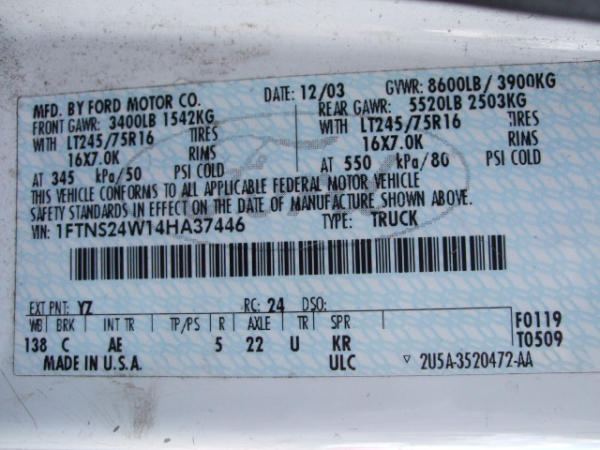 MFD. BY FORD MOTOR CO. DATE: 12/03 GVWR: 8600LB/ 3900KG
FRONT GAWR: 3400LB 1542KG REAR GAWR: 5520LB 2503KG
WITH LT245/75R16 TIRES WITH LT245/75R16 TIRES
16X7.0K RIMS 16X7.0K RIMS
AT 345 kPa/50 PSI COLD AT 550 kPa/80 PSI COLD
THIS VEHICLE CONFORMS TO ALL APPLICABLE FEDERAL MOTOR VEHICLE
SAFETY STANDARDS IN EFFECT ON THE DATE OF MANUFACTURE SHOWN ABOVE.
VIN: 1FTNS24W14HA37446 TYPE: TRUCK
EXT PNT: YZ RC: 24 DSO:
WB BRK INT TR TP/PS R AXLE TR SPR F0119
138 C AE 5 22 U KR T0509
MADE IN U.S.A. ULC ▽ 2U5A-3520472-AA